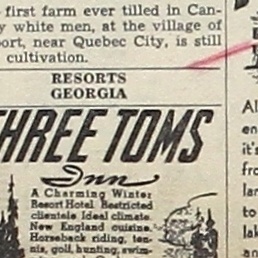 first farm ever tilled in Can-
y white men, at the village of
port, near Quebec City, is still
cultivation.
RESORTS
GEORGIA
THREE TOMS
Inn
A Charming Winter
Resort Hotel Restricted
clientele Ideal climate.
New England cuisine.
Horseback riding, ten-
nis, golf, hunting, swim-
Al
en
it's
fro
lar
to
lak
an